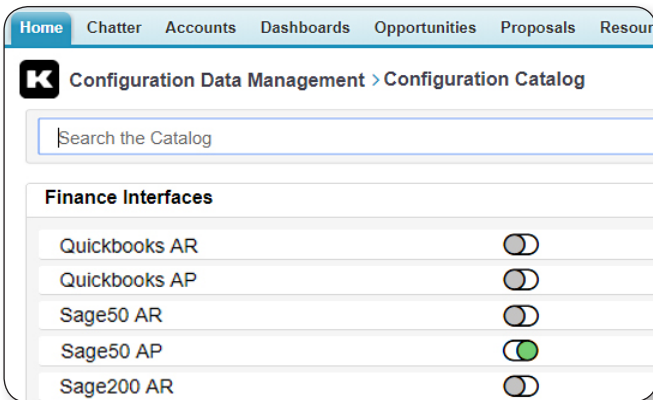 Home Chatter Accounts Dashboards Opportunities Proposals Resour
K Configuration Data Management > Configuration Catalog
Search the Catalog
Finance Interfaces
Quickbooks AR
Quickbooks AP
Sage50 AR
Sage50 AP
Sage200 AR